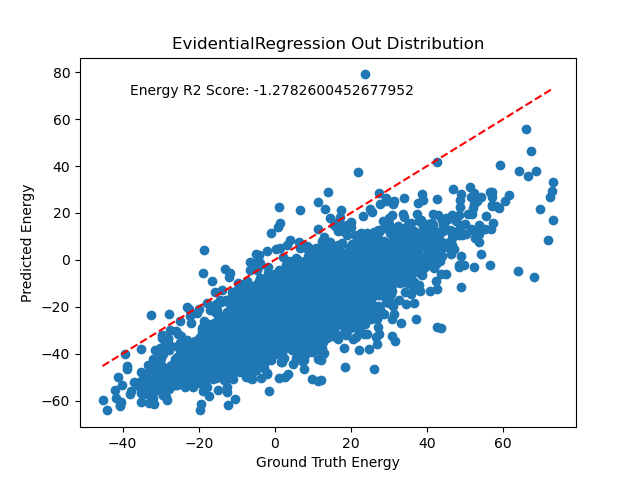 EvidentialRegression Out Distribution
Energy R2 Score: -1.2782600452677952
80
60
40
20
0
−20
−40
−60
Predicted Energy
−40 −20 0 20 40 60
Ground Truth Energy